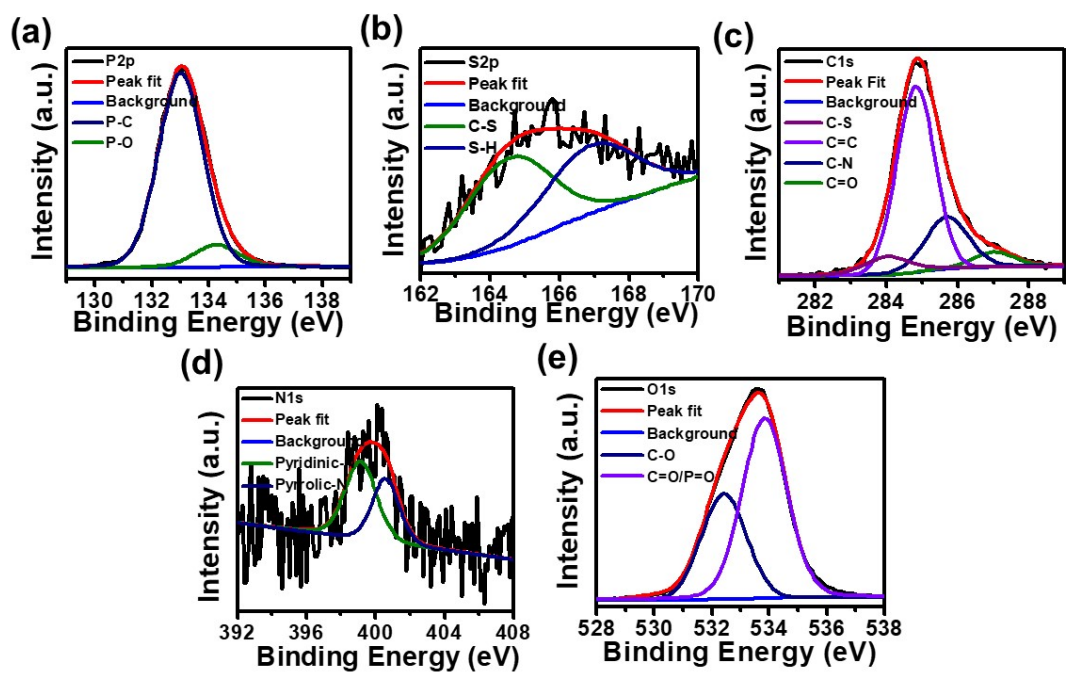 (a)
Intensity (a.u.)
P2p
Peak fit
Background
P-C
P-O
130 132 134 136 138
Binding Energy (eV)
(b)
Intensity (a.u.)
S2p
Peak fit
Background
C-S
S-H
162 164 166 168 170
Binding Energy (eV)
(c)
Intensity (a.u.)
C1s
Peak Fit
Background
C-S
C=C
C-N
C=O
282 284 286 288
Binding Energy (eV)
(d)
Intensity (a.u.)
N1s
Peak fit
Background
Pyridinic-
Pyrrolic-N
392 396 400 404 408
Binding Energy (eV)
(e)
Intensity (a.u.)
O1s
Peak fit
Background
C-O
C=O/P=O
528 530 532 534 536 538
Binding Energy (eV)